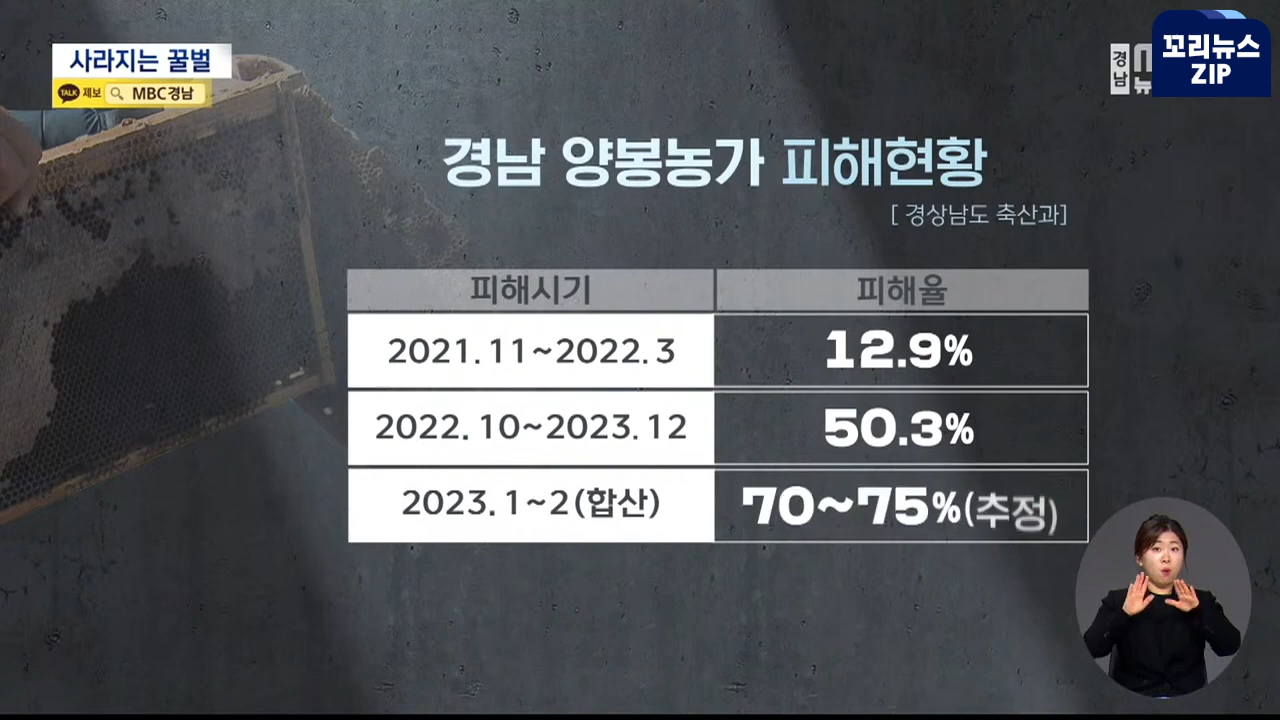 사라지는 꿀벌
TALK 제보 MBC경남
경남
꼬리뉴스
ZIP
경남 양봉농가 피해현황
[ 경상남도 축산과]
피해시기 피해율
2021.11~2022.3 12.9%
2022.10~2023.12 50.3%
2023.1~2(합산) 70~75%(추정)